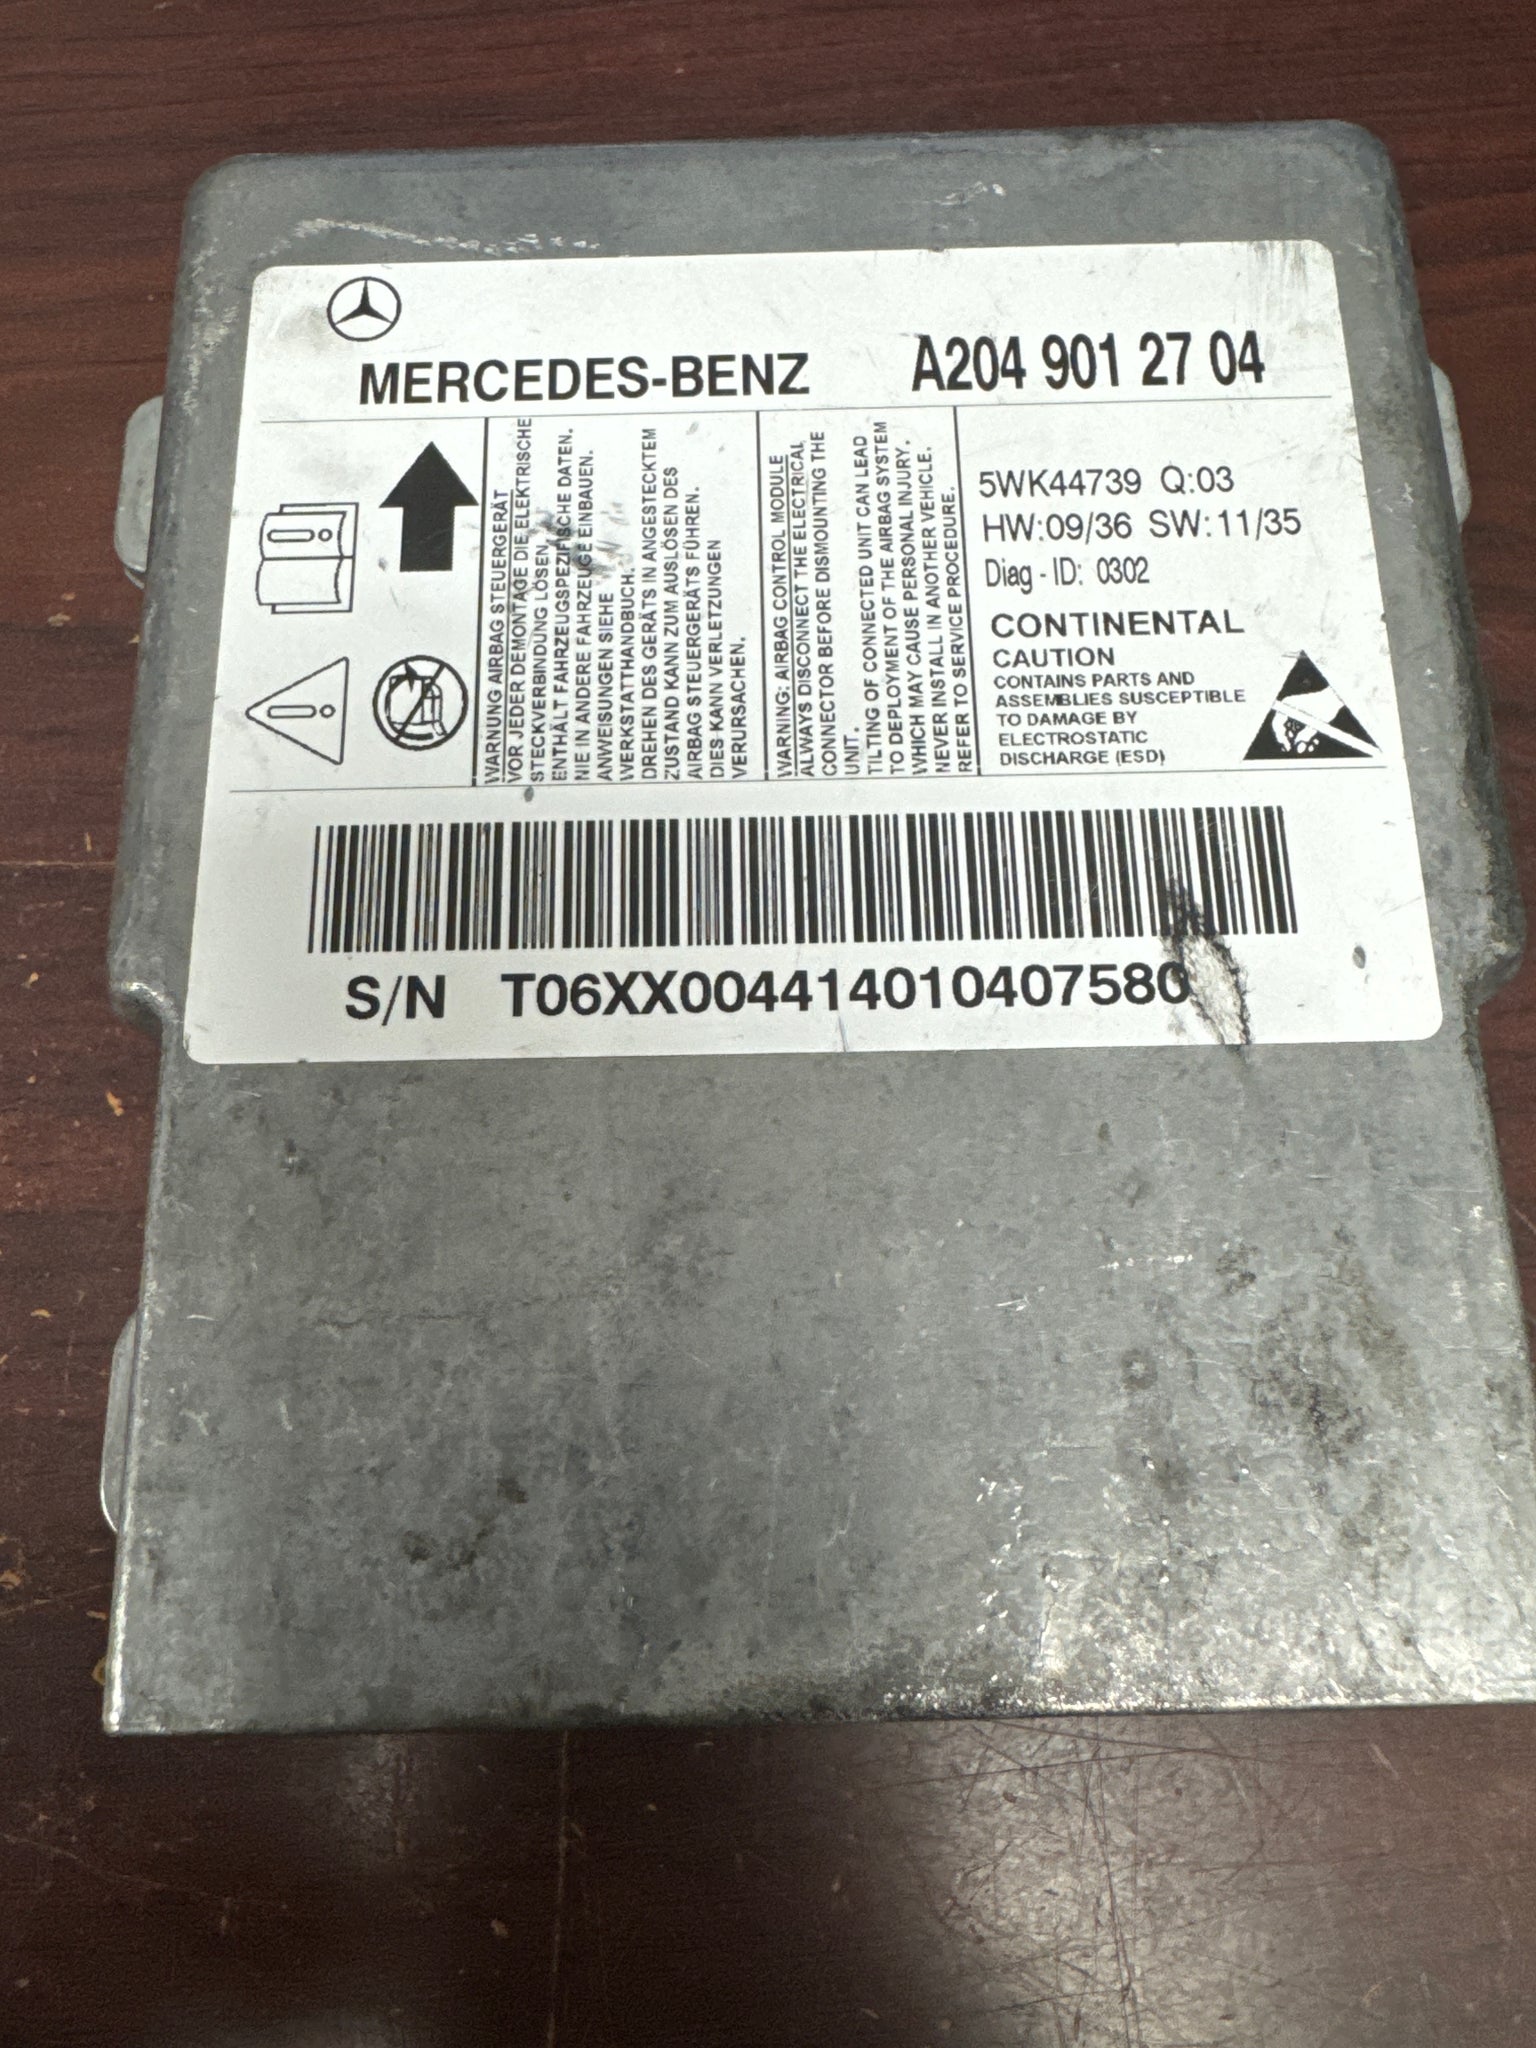 MERCEDES-BENZ
A204 901 27 04
WARNUNG AIRBAG STEUERGERÄT
VOR JEDER DEMONTAGE DIE ELEKTRISCHE
STECKVERBINDUNG LÖSEN.
ENTHÄLT FAHRZEUGSPEZIFISCHE DATEN.
NIE IN ANDERE FAHRZEUGE EINBAUEN.
ANWEISUNGEN SIEHE
WERKSTATTHANDBUCH.
DREHEN DES GERÄTS IN ANGESTECKTEM
ZUSTAND KANN ZUM AUSLÖSEN DES
AIRBAG STEUERGERÄTS FÜHREN.
DIES KANN VERLETZUNGEN
VERURSACHEN.
WARNING: AIRBAG CONTROL MODULE
ALWAYS DISCONNECT THE ELECTRICAL
CONNECTOR BEFORE DISMOUNTING THE
UNIT.
TILTING OF CONNECTED UNIT CAN LEAD
TO DEPLOYMENT OF THE AIRBAG SYSTEM
WHICH MAY CAUSE PERSONAL INJURY.
NEVER INSTALL IN ANOTHER VEHICLE.
REFER TO SERVICE PROCEDURE.
5WK44739 Q:03
HW:09/36 SW:11/35
Diag - ID: 0302
CONTINENTAL
CAUTION
CONTAINS PARTS AND
ASSEMBLIES SUSCEPTIBLE
TO DAMAGE BY
ELECTROSTATIC
DISCHARGE (ESD)
S/N T06XX004414010407580